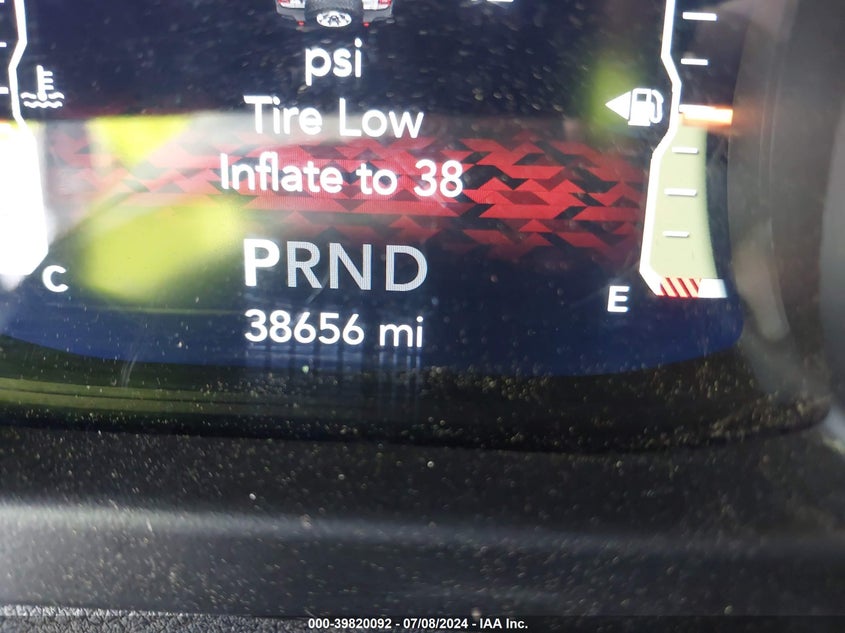 psi
Tire Low
Inflate to 38
PRND
C
E
38656 mi
000-39820092 - 07/08/2024 - IAA Inc.